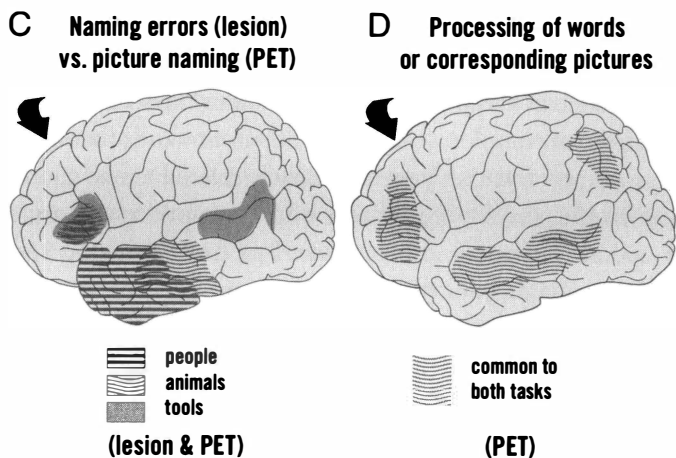 C
Naming errors (lesion)
vs. picture naming (PET)
people
animals
tools
(lesion & PET)
D
Processing of words
or corresponding pictures
common to
both tasks
(PET)